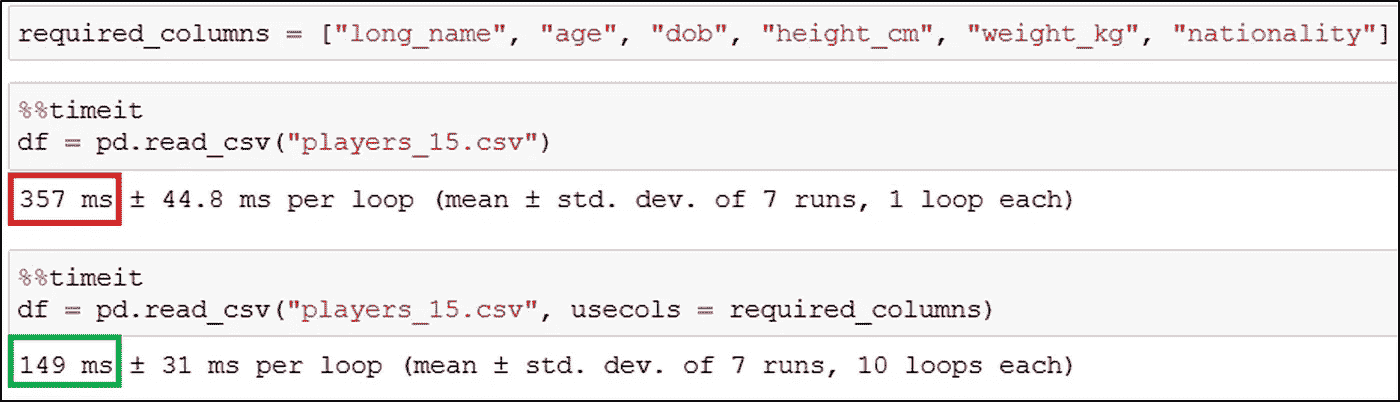 required_columns = ["long_name", "age", "dob", "height_cm", "weight_kg", "nationality"]
%%timeit
df = pd.read_csv("players_15.csv")
357 ms ± 44.8 ms per loop (mean ± std. dev. of 7 runs, 1 loop each)
%%timeit
df = pd.read_csv("players_15.csv", usecols = required_columns)
149 ms ± 31 ms per loop (mean ± std. dev. of 7 runs, 10 loops each)